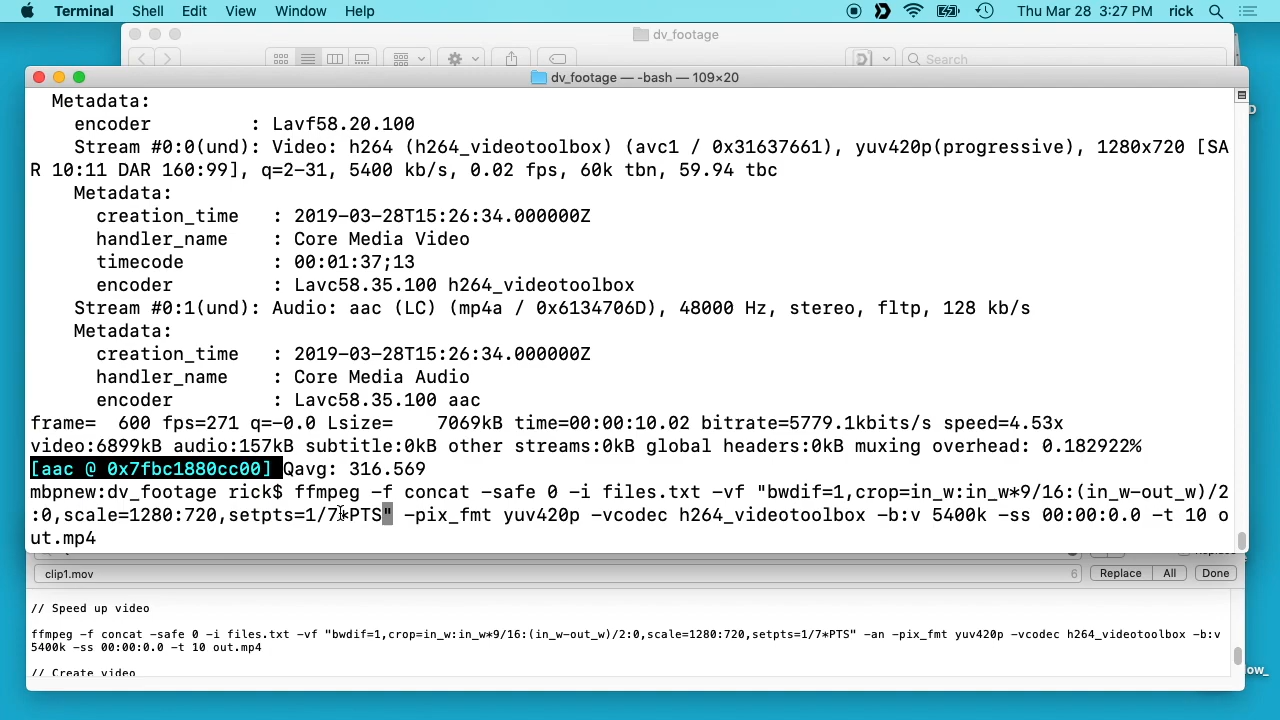 Terminal Shell Edit View Window Help Thu Mar 28 3:27 PM rick
dv_footage
Search
dv_footage — -bash — 109×20
Metadata:
encoder : Lavf58.20.100
Stream #0:0(und): Video: h264 (h264_videotoolbox) (avc1 / 0x31637661), yuv420p(progressive), 1280x720 [SA
R 10:11 DAR 160:99], q=2-31, 5400 kb/s, 0.02 fps, 60k tbn, 59.94 tbc
Metadata:
creation_time : 2019-03-28T15:26:34.000000Z
handler_name : Core Media Video
timecode : 00:01:37;13
encoder : Lavc58.35.100 h264_videotoolbox
Stream #0:1(und): Audio: aac (LC) (mp4a / 0x6134706D), 48000 Hz, stereo, fltp, 128 kb/s
Metadata:
creation_time : 2019-03-28T15:26:34.000000Z
handler_name : Core Media Audio
encoder : Lavc58.35.100 aac
frame= 600 fps=271 q=-0.0 Lsize= 7069kB time=00:00:10.02 bitrate=5779.1kbits/s speed=4.53x
video:6899kB audio:157kB subtitle:0kB other streams:0kB global headers:0kB muxing overhead: 0.182922%
[aac @ 0x7fbc1880cc00] Qavg: 316.569
mbpnew:dv_footage rick$ ffmpeg -f concat -safe 0 -i files.txt -vf "bwdif=1,crop=in_w:in_w*9/16:(in_w-out_w)/2
:0,scale=1280:720,setpts=1/7*PTS" -pix_fmt yuv420p -vcodec h264_videotoolbox -b:v 5400k -ss 00:00:0.0 -t 10 o
ut.mp4
clip1.mov 6 Replace All Done
// Speed up video
ffmpeg -f concat -safe 0 -i files.txt -vf "bwdif=1,crop=in_w:in_w*9/16:(in_w-out_w)/2:0,scale=1280:720,setpts=1/7*PTS" -an -pix_fmt yuv420p -vcodec h264_videotoolbox -b:v
5400k -ss 00:00:0.0 -t 10 out.mp4
// Create video